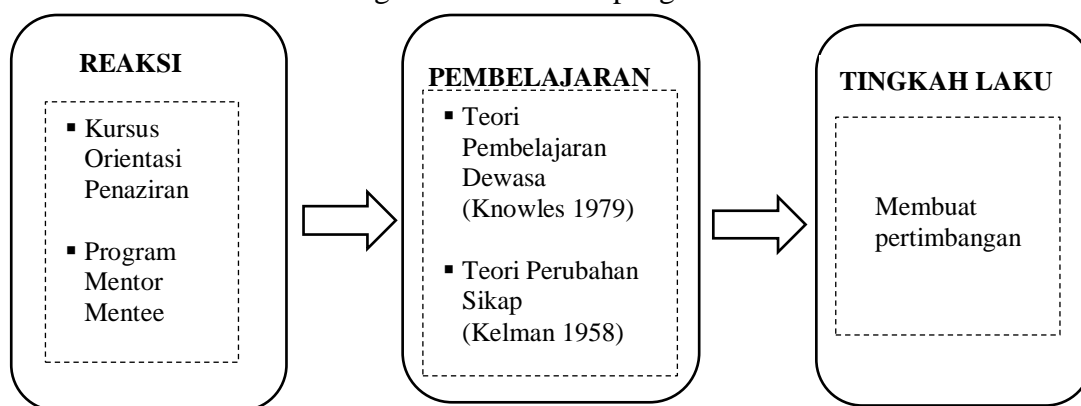 REAKSI
▪ Kursus
Orientasi
Penaziran
▪ Program
Mentor
Mentee
PEMBELAJARAN
▪ Teori
Pembelajaran
Dewasa
(Knowles 1979)
▪ Teori Perubahan
Sikap
(Kelman 1958)
TINGKAH LAKU
Membuat
pertimbangan